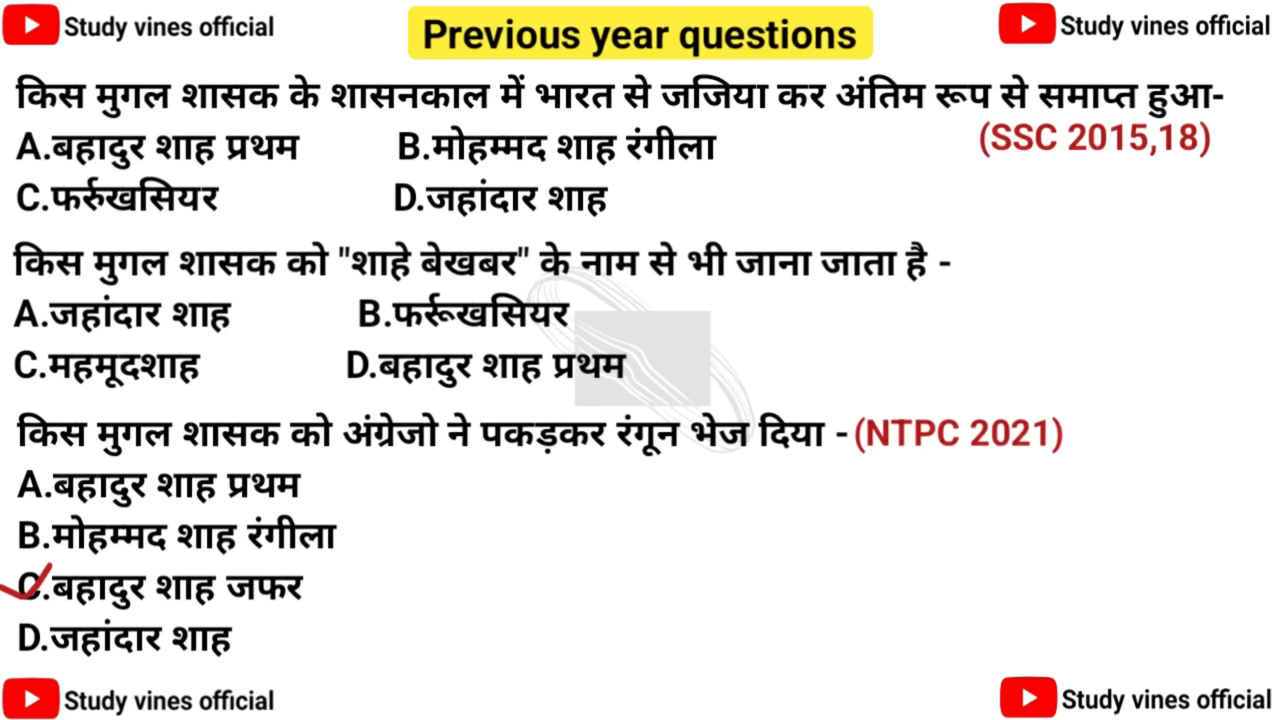 Study vines official
Previous year questions
Study vines official
किस मुगल शासक के शासनकाल में भारत से जजिया कर अंतिम रूप से समाप्त हुआ-
(SSC 2015,18)
A.बहादुर शाह प्रथम B.मोहम्मद शाह रंगीला
C.फर्रुखसियर D.जहांदार शाह
किस मुगल शासक को "शाहे बेखबर" के नाम से भी जाना जाता है -
A.जहांदार शाह B.फर्रूखसियर
C.महमूदशाह D.बहादुर शाह प्रथम
किस मुगल शासक को अंग्रेजो ने पकड़कर रंगून भेज दिया -(NTPC 2021)
A.बहादुर शाह प्रथम
B.मोहम्मद शाह रंगीला
C.बहादुर शाह जफर
D.जहांदार शाह
Study vines official
Study vines official